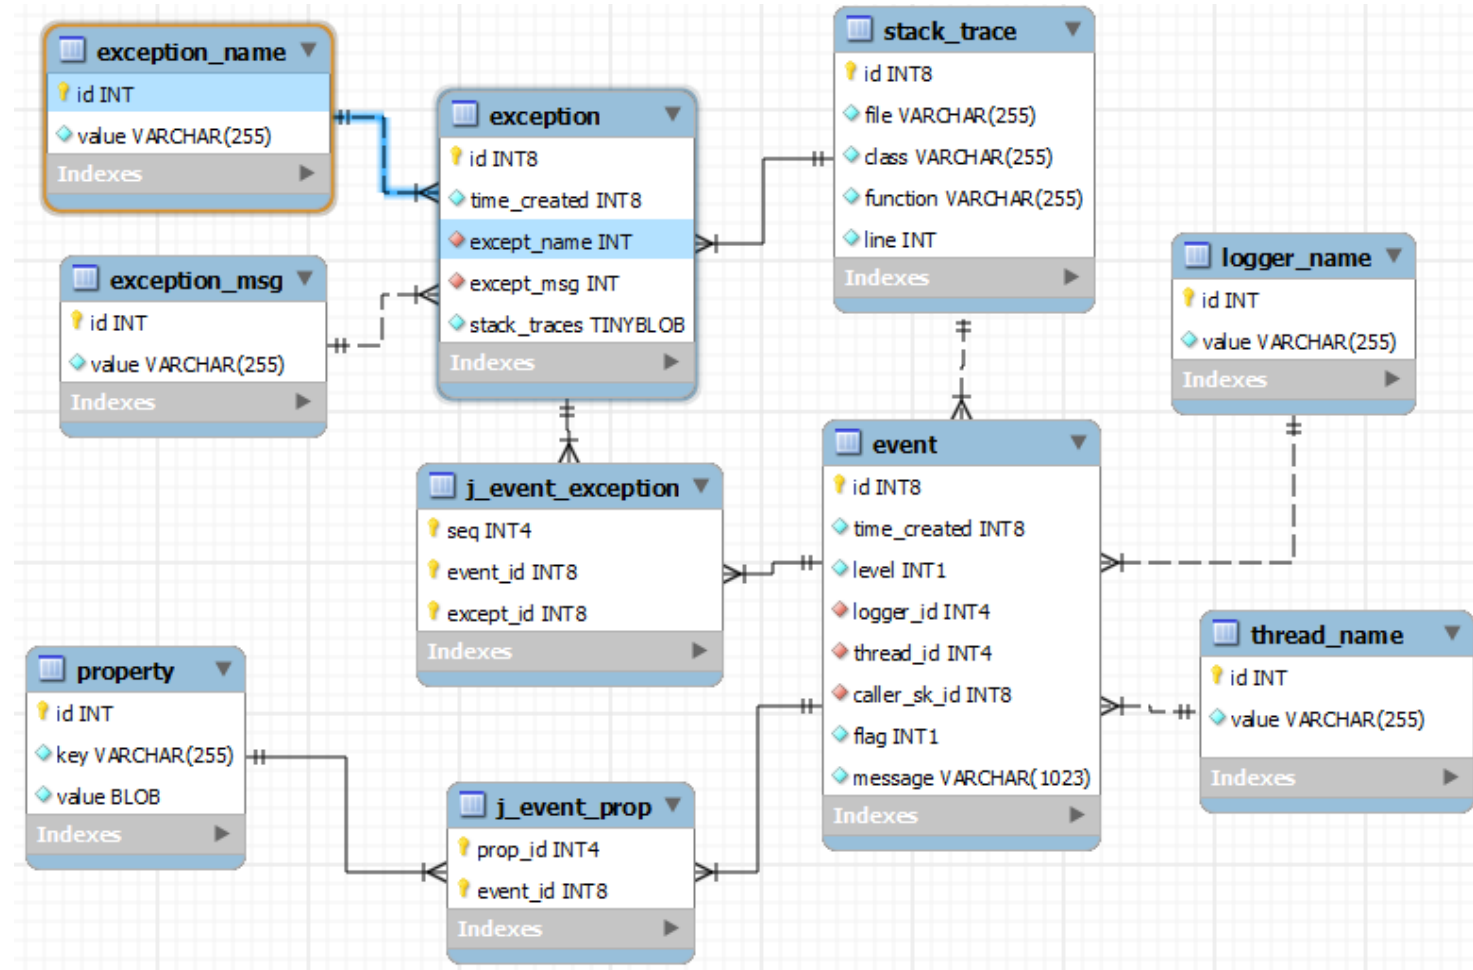 exception_name
id INT
value VARCHAR(255)
Indexes
exception
id INT8
time_created INT8
except_name INT
except_msg INT
stack_traces TINYBLOB
Indexes
stack_trace
id INT8
file VARCHAR(255)
class VARCHAR(255)
function VARCHAR(255)
line INT
Indexes
exception_msg
id INT
value VARCHAR(255)
Indexes
logger_name
id INT
value VARCHAR(255)
Indexes
j_event_exception
seq INT4
event_id INT8
except_id INT8
Indexes
event
id INT8
time_created INT8
level INT1
logger_id INT4
thread_id INT4
caller_sk_id INT8
flag INT1
message VARCHAR(1023)
Indexes
thread_name
id INT
value VARCHAR(255)
Indexes
property
id INT
key VARCHAR(255)
value BLOB
Indexes
j_event_prop
prop_id INT4
event_id INT8
Indexes